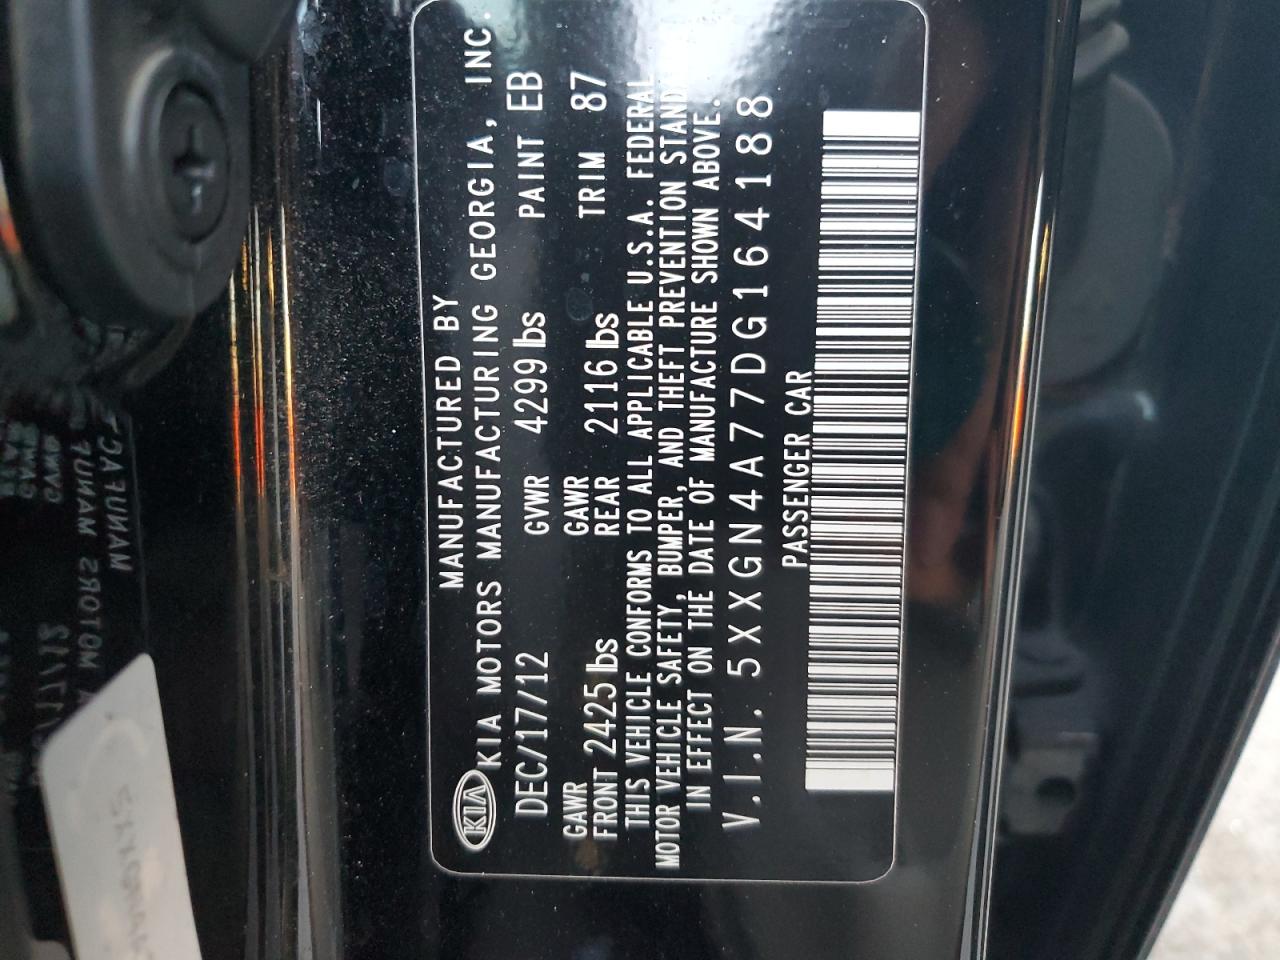 MANUFACTURED BY
KIA KIA MOTORS MANUFACTURING GEORGIA, INC.
DEC/17/12 GVWR 4299 lbs PAINT EB
GAWR FRONT 2425 lbs GAWR REAR 2116 lbs TRIM 87
THIS VEHICLE CONFORMS TO ALL APPLICABLE U.S.A. FEDERAL
MOTOR VEHICLE SAFETY, BUMPER, AND THEFT PREVENTION STAND
IN EFFECT ON THE DATE OF MANUFACTURE SHOWN ABOVE.
V.I.N. 5XXGN4A77DG164188
PASSENGER CAR